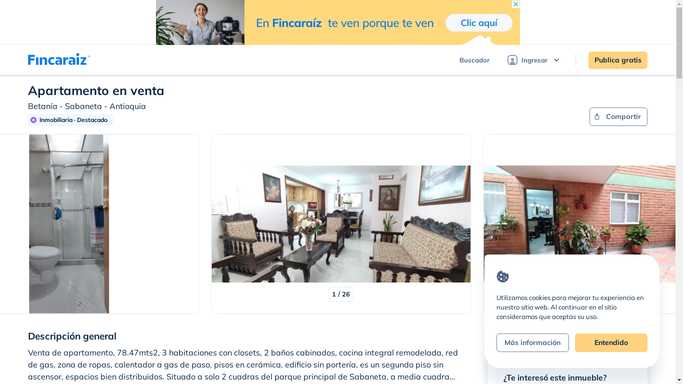 En Fincaraíz te ven porque te ven
Clic aquí
Fincaraiz
Buscador
Ingresar
Publica gratis
Apartamento en venta
Betanía - Sabaneta - Antioquia
Inmobiliaria · Destacado
Compartir
1 / 26
Utilizamos cookies para mejorar tu experiencia en
nuestro sitio web. Al continuar en el sitio
consideramos que aceptas su uso.
Más información
Entendido
Descripción general
Venta de apartamento, 78.47mts2, 3 habitaciones con closets, 2 baños cabinados, cocina integral remodelada, red
de gas, zona de ropas, calentador a gas de paso, pisos en cerámica, edificio sin portería, es un segundo piso sin
ascensor, espacios bien distribuidos. Situado a solo 2 cuadras del parque principal de Sabaneta, a media cuadra...
¿Te interesó este inmueble?